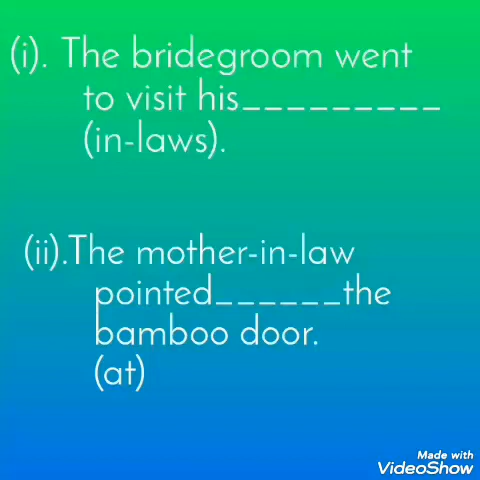 (i). The bridegroom went
to visit his_________
(in-laws).
(ii).The mother-in-law
pointed______the
bamboo door.
(at)
Made with
VideoShow